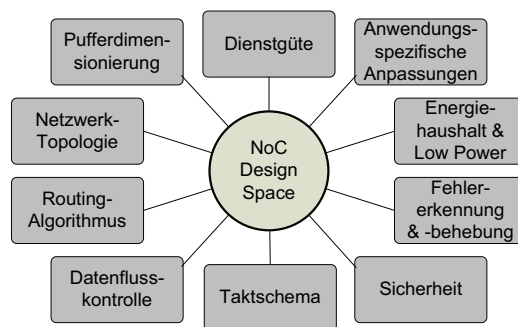 Pufferdimen-
sionierung
Dienstgüte
Anwendungs-
spezifische
Anpassungen
Netzwerk-
Topologie
NoC
Design
Space
Energie-
haushalt &
Low Power
Routing-
Algorithmus
Fehler-
erkennung
& -behebung
Datenfluss-
kontrolle
Taktschema
Sicherheit